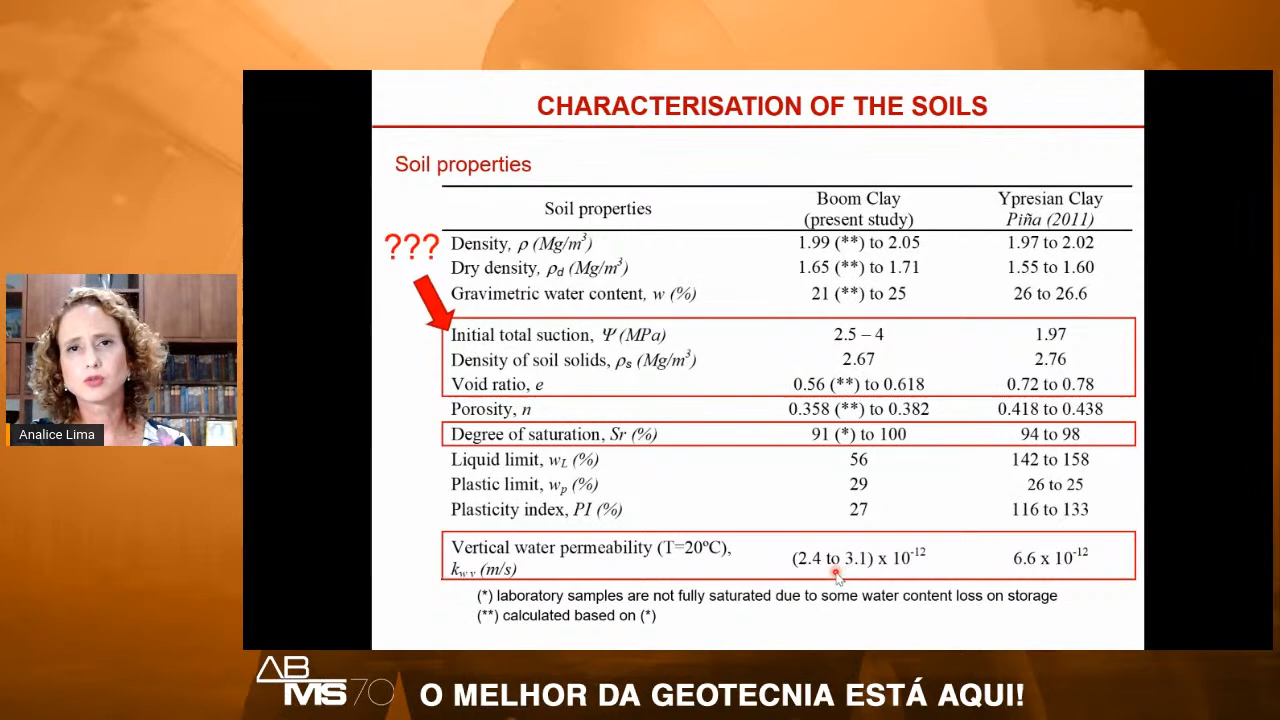 CHARACTERISATION OF THE SOILS
Soil properties
Soil properties Boom Clay (present study) Ypresian Clay Piña (2011)
???
Density, ρ (Mg/m³) 1.99 (**) to 2.05 1.97 to 2.02
Dry density, ρd (Mg/m³) 1.65 (**) to 1.71 1.55 to 1.60
Gravimetric water content, w (%) 21 (**) to 25 26 to 26.6
Initial total suction, Ψ (MPa) 2.5 – 4 1.97
Density of soil solids, ρs (Mg/m³) 2.67 2.76
Void ratio, e 0.56 (**) to 0.618 0.72 to 0.78
Porosity, n 0.358 (**) to 0.382 0.418 to 0.438
Degree of saturation, Sr (%) 91 (*) to 100 94 to 98
Liquid limit, wL (%) 56 142 to 158
Plastic limit, wp (%) 29 26 to 25
Plasticity index, PI (%) 27 116 to 133
Vertical water permeability (T=20ºC), kw v (m/s) (2.4 to 3.1) x 10⁻¹² 6.6 x 10⁻¹²
(*) laboratory samples are not fully saturated due to some water content loss on storage
(**) calculated based on (*)
Analice Lima
ABMS70 O MELHOR DA GEOTECNIA ESTÁ AQUI!